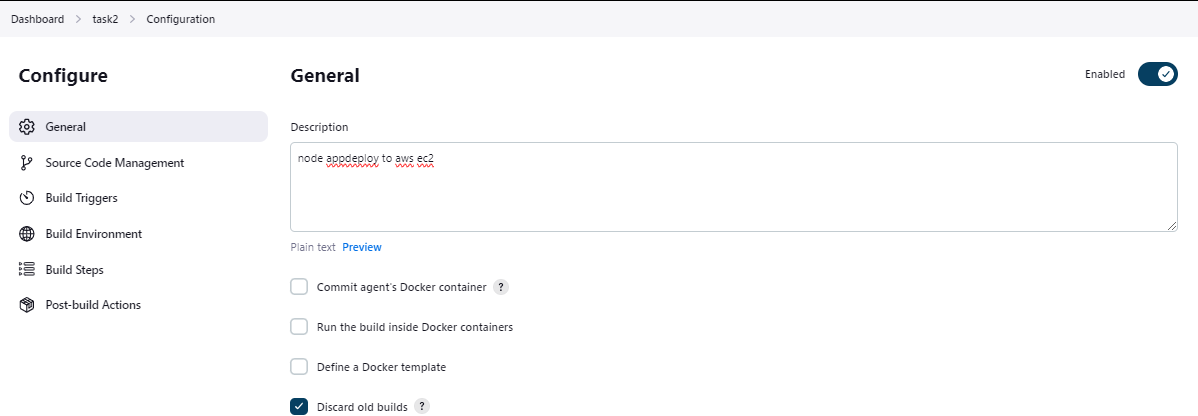 Dashboard > task2 > Configuration
Configure
General
Source Code Management
Build Triggers
Build Environment
Build Steps
Post-build Actions
General
Enabled
Description
node appdeploy to aws ec2
Plain text Preview
Commit agent's Docker container ?
Run the build inside Docker containers
Define a Docker template
Discard old builds ?